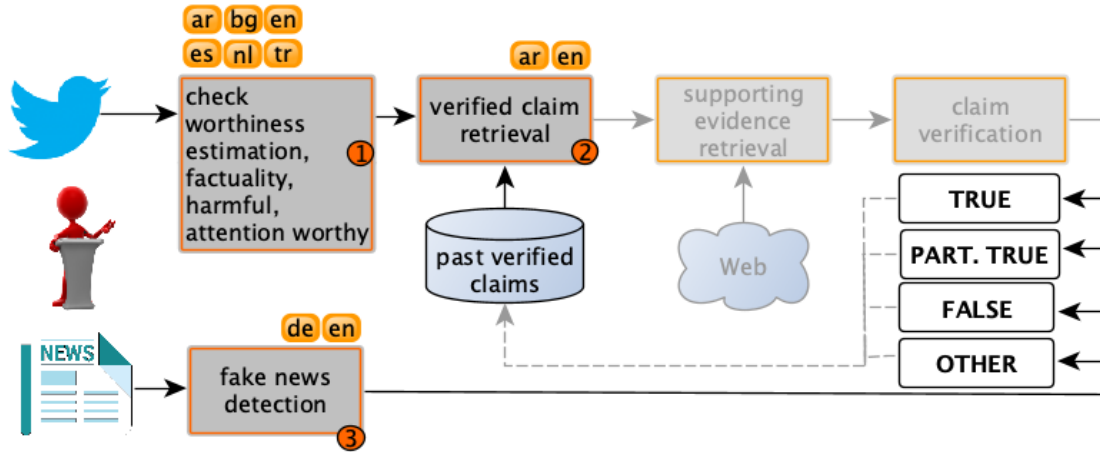 ar bg en
es nl tr
check
worthiness
estimation,
factuality,
harmful,
attention worthy
1
ar en
verified claim
retrieval
2
supporting
evidence
retrieval
claim
verification
past verified
claims
Web
TRUE
PART. TRUE
FALSE
OTHER
NEWS
de en
fake news
detection
3